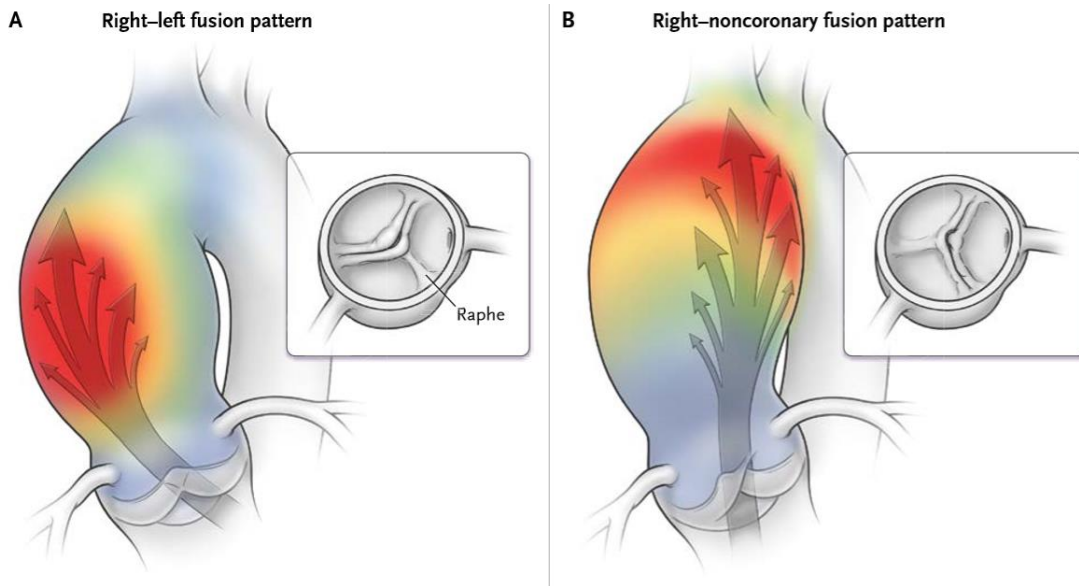 A
Right–left fusion pattern
B
Right–noncoronary fusion pattern
Raphe